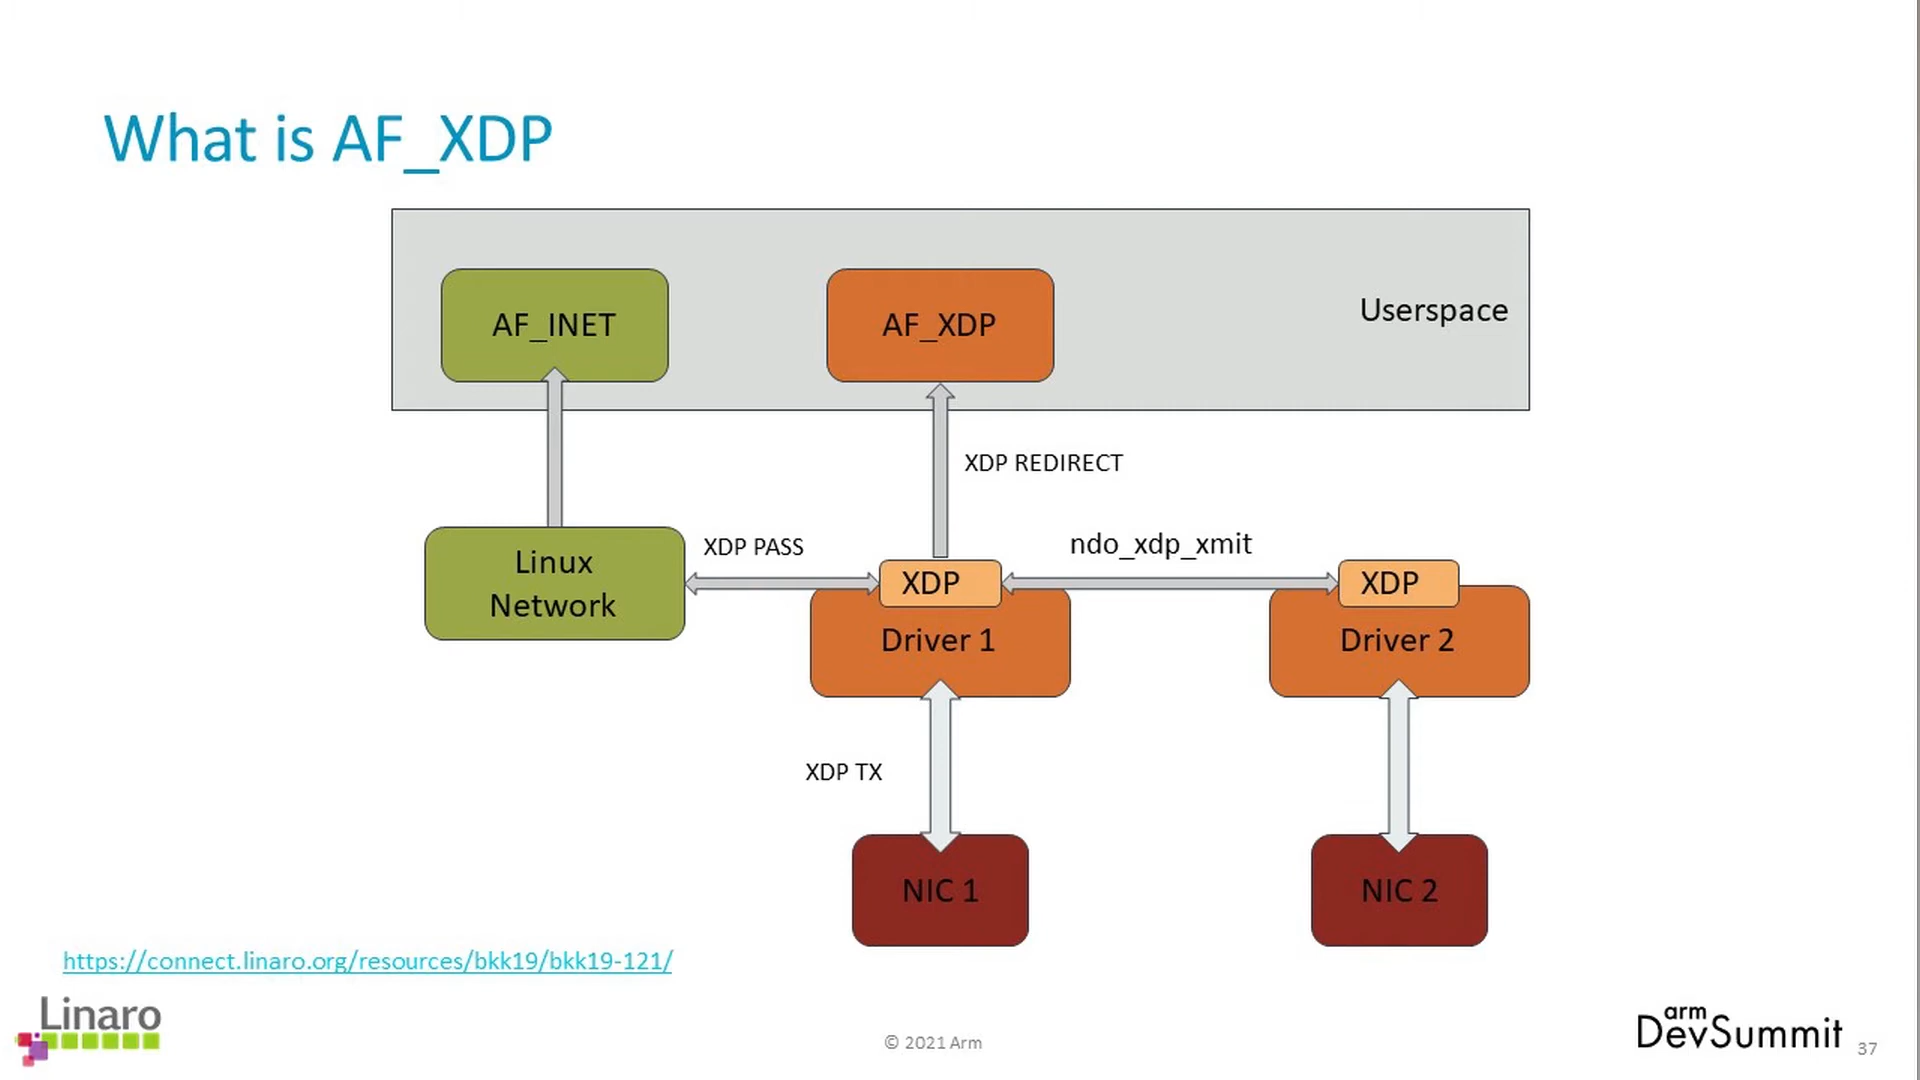 What is AF_XDP
AF_INET
AF_XDP
Userspace
XDP REDIRECT
Linux
Network
XDP PASS
XDP
ndo_xdp_xmit
XDP
Driver 1
Driver 2
XDP TX
NIC 1
NIC 2
https://connect.linaro.org/resources/bkk19/bkk19-121/
Linaro
© 2021 Arm
arm
DevSummit
37